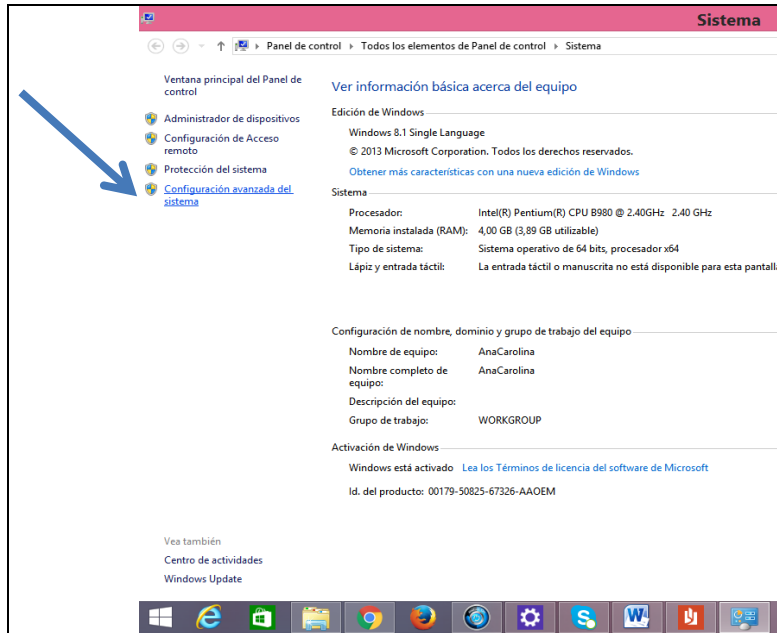 Sistema
Panel de control Todos los elementos de Panel de control Sistema
Ventana principal del Panel de
control
Administrador de dispositivos
Configuración de Acceso
remoto
Protección del sistema
Configuración avanzada del
sistema
Ver información básica acerca del equipo
Edición de Windows
Windows 8.1 Single Language
© 2013 Microsoft Corporation. Todos los derechos reservados.
Obtener más características con una nueva edición de Windows
Sistema
Procesador: Intel(R) Pentium(R) CPU B980 @ 2.40GHz 2.40 GHz
Memoria instalada (RAM): 4,00 GB (3,89 GB utilizable)
Tipo de sistema: Sistema operativo de 64 bits, procesador x64
Lápiz y entrada táctil: La entrada táctil o manuscrita no está disponible para esta pantalla
Configuración de nombre, dominio y grupo de trabajo del equipo
Nombre de equipo: AnaCarolina
Nombre completo de AnaCarolina
equipo:
Descripción del equipo:
Grupo de trabajo: WORKGROUP
Activación de Windows
Windows está activado Lea los Términos de licencia del software de Microsoft
Id. del producto: 00179-50825-67326-AAOEM
Vea también
Centro de actividades
Windows Update